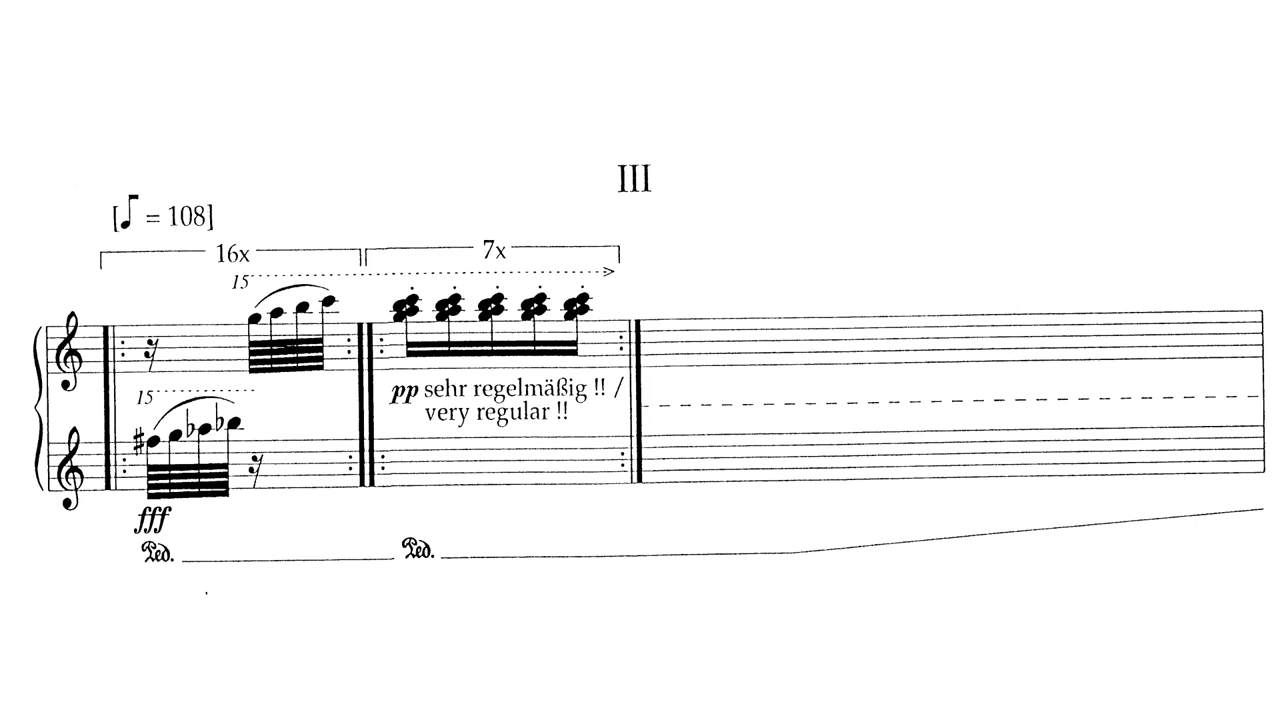 III
[♪ = 108]
16x
7x
15
15
pp sehr regelmäßig !! /
very regular !!
fff
Ped.
Ped.